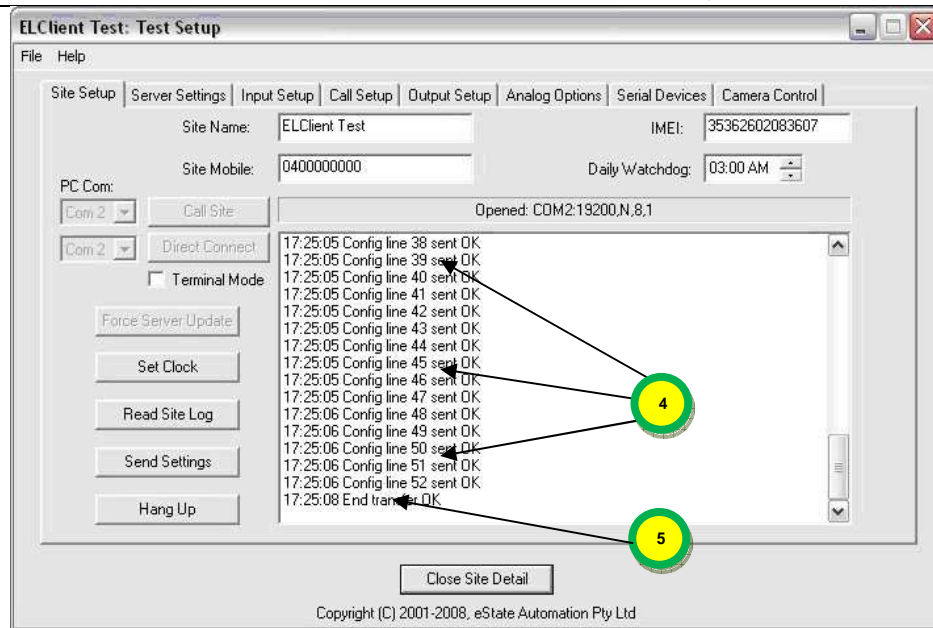 ELClient Test: Test Setup
File Help
Site Setup Server Settings Input Setup Call Setup Output Setup Analog Options Serial Devices Camera Control
Site Name: ELClient Test IMEI: 35362602083607
Site Mobile: 0400000000 Daily Watchdog: 03:00 AM
PC Com:
Com 2 Call Site Opened: COM2:19200,N,8,1
Com 2 Direct Connect
Terminal Mode
Force Server Update
Set Clock
Read Site Log
Send Settings
Hang Up
17:25:05 Config line 38 sent OK
17:25:05 Config line 39 sent OK
17:25:05 Config line 40 sent OK
17:25:05 Config line 41 sent OK
17:25:05 Config line 42 sent OK
17:25:05 Config line 43 sent OK
17:25:05 Config line 44 sent OK
17:25:05 Config line 45 sent OK
17:25:05 Config line 46 sent OK
17:25:05 Config line 47 sent OK
17:25:06 Config line 48 sent OK
17:25:06 Config line 49 sent OK
17:25:06 Config line 50 sent OK
17:25:06 Config line 51 sent OK
17:25:06 Config line 52 sent OK
17:25:08 End transfer OK
4
5
Close Site Detail
Copyright (C) 2001-2008, eState Automation Pty Ltd